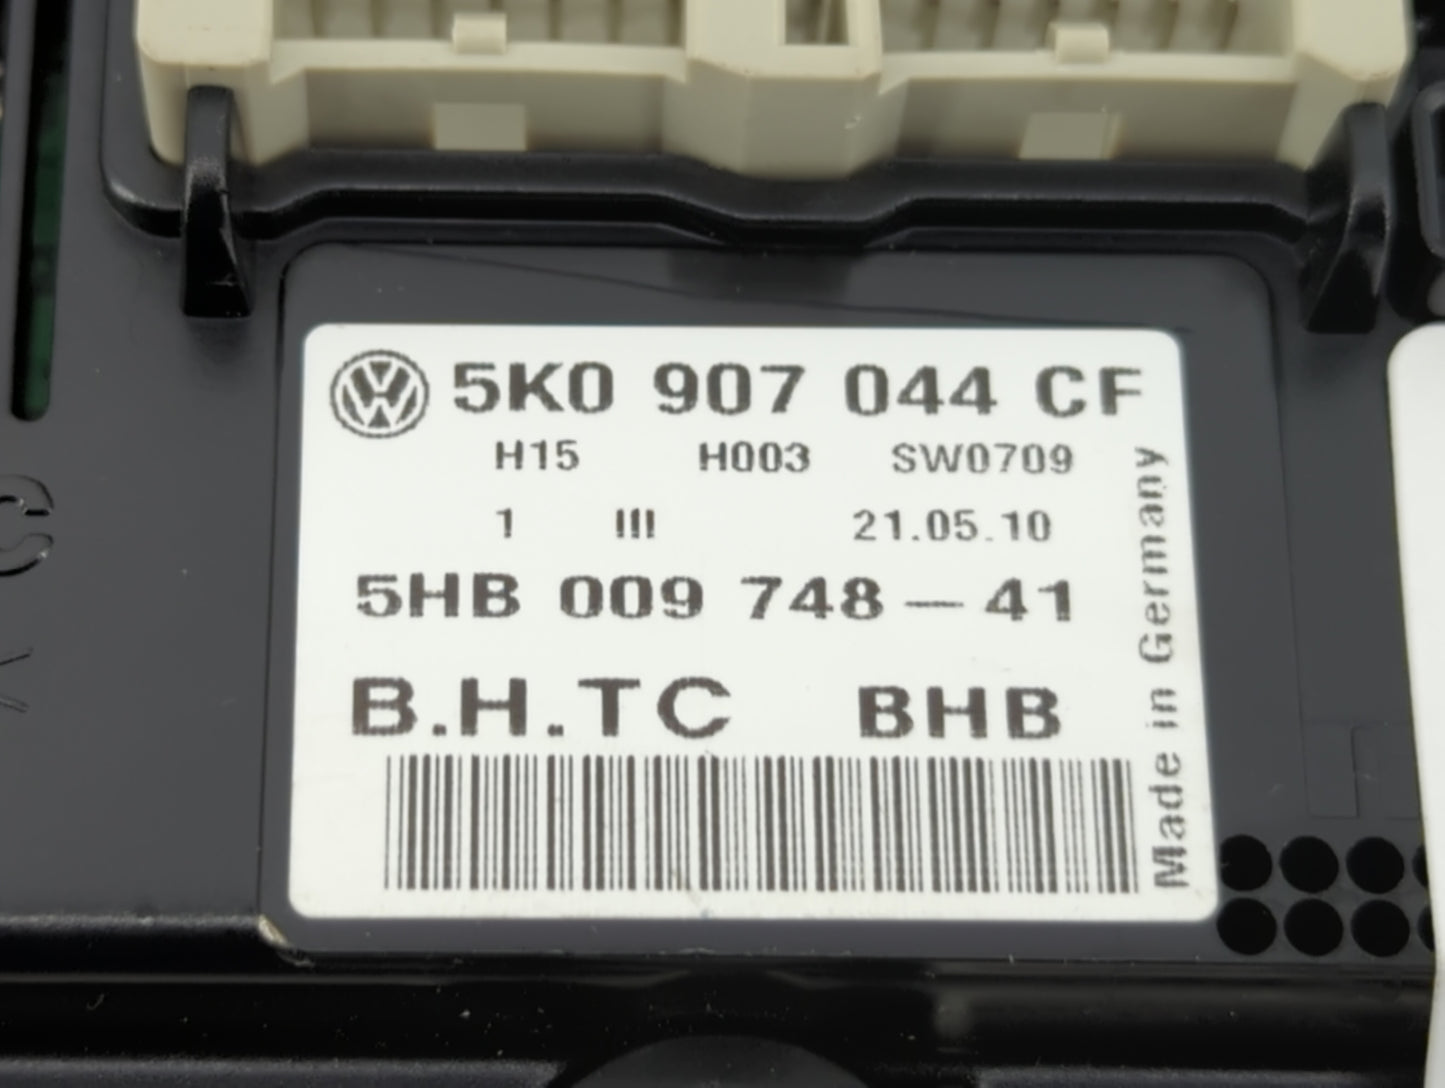 5K0 907 044 CF
H15 H003 SW0709
1 III 21.05.10
5HB 009 748 — 41
B.H.TC BHB
Made in Germany